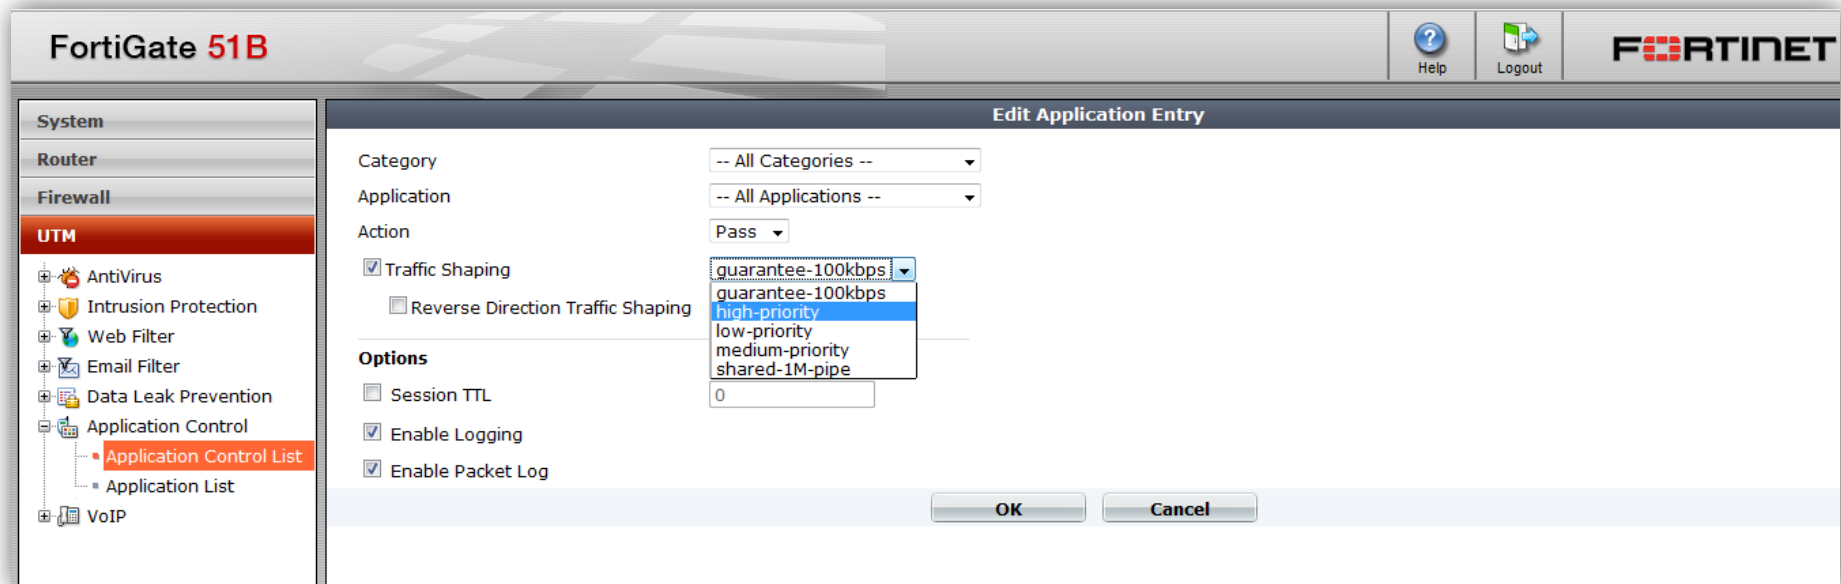 FortiGate 51B
Help
Logout
FORTINET
System
Router
Firewall
UTM
AntiVirus
Intrusion Protection
Web Filter
Email Filter
Data Leak Prevention
Application Control
Application Control List
Application List
VoIP
Edit Application Entry
Category
-- All Categories --
Application
-- All Applications --
Action
Pass
Traffic Shaping
guarantee-100kbps
guarantee-100kbps
high-priority
low-priority
medium-priority
shared-1M-pipe
Reverse Direction Traffic Shaping
Options
Session TTL
0
Enable Logging
Enable Packet Log
OK
Cancel